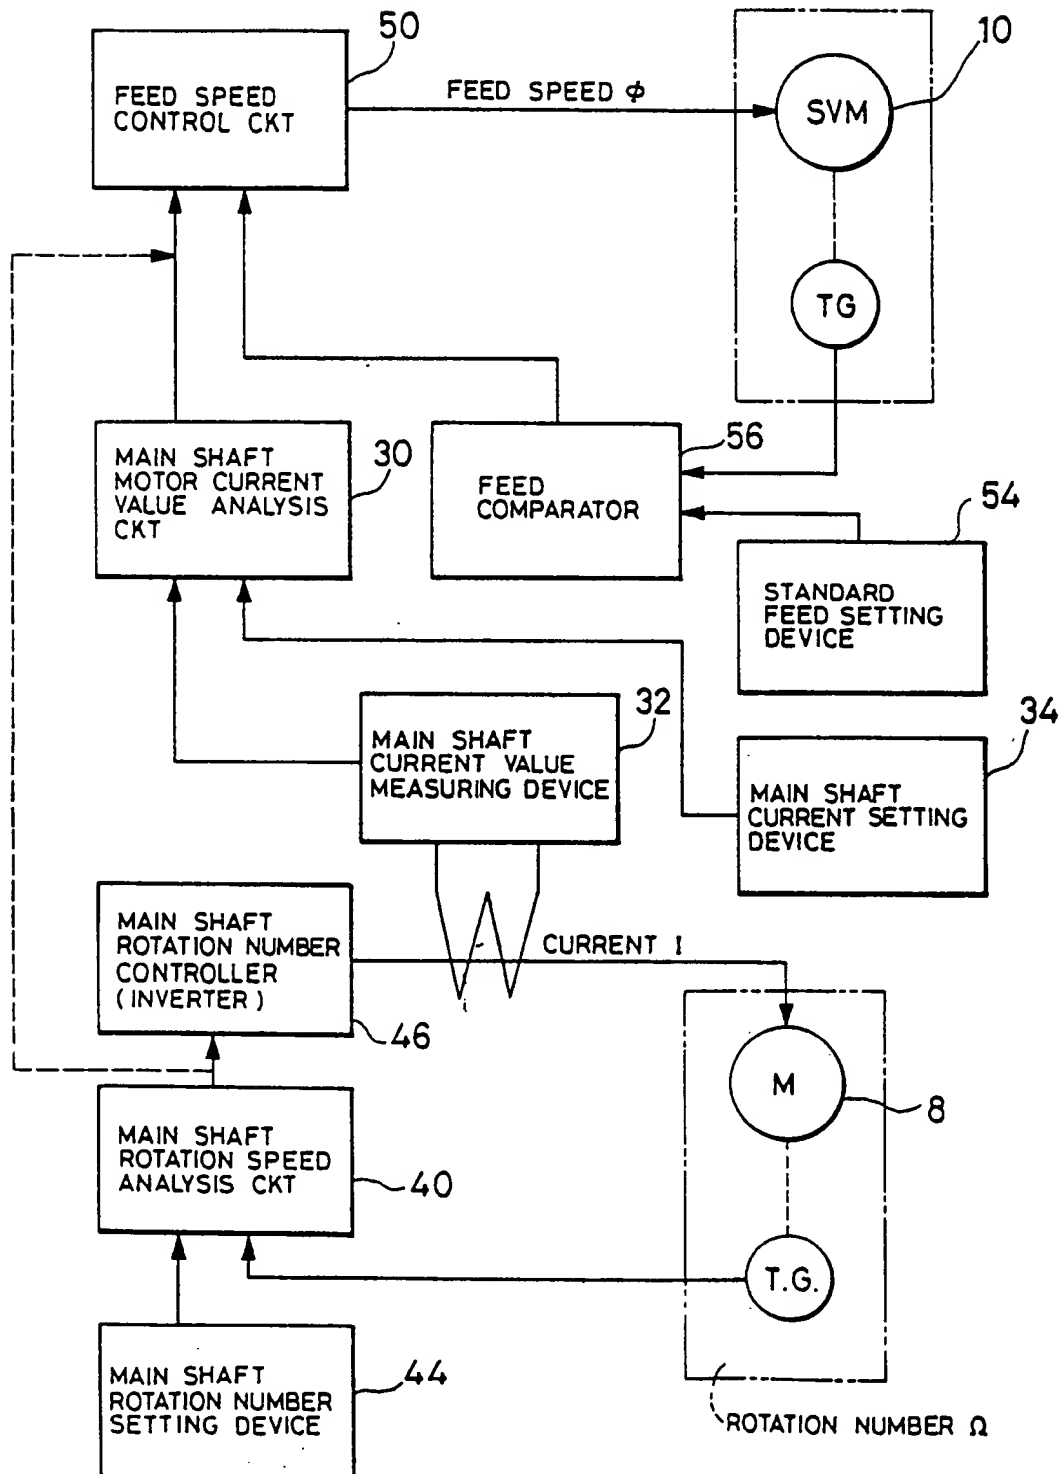 50
10
FEED SPEED
CONTROL CKT
FEED SPEED Φ
SVM
TG
56
MAIN SHAFT
MOTOR CURRENT
VALUE ANALYSIS
CKT
30
FEED
COMPARATOR
54
STANDARD
FEED SETTING
DEVICE
32
34
MAIN SHAFT
CURRENT VALUE
MEASURING DEVICE
MAIN SHAFT
CURRENT SETTING
DEVICE
MAIN SHAFT
ROTATION NUMBER
CONTROLLER
(INVERTER)
CURRENT I
46
M
8
MAIN SHAFT
ROTATION SPEED
ANALYSIS CKT
40
T.G.
MAIN SHAFT
ROTATION NUMBER
SETTING DEVICE
44
ROTATION NUMBER Ω